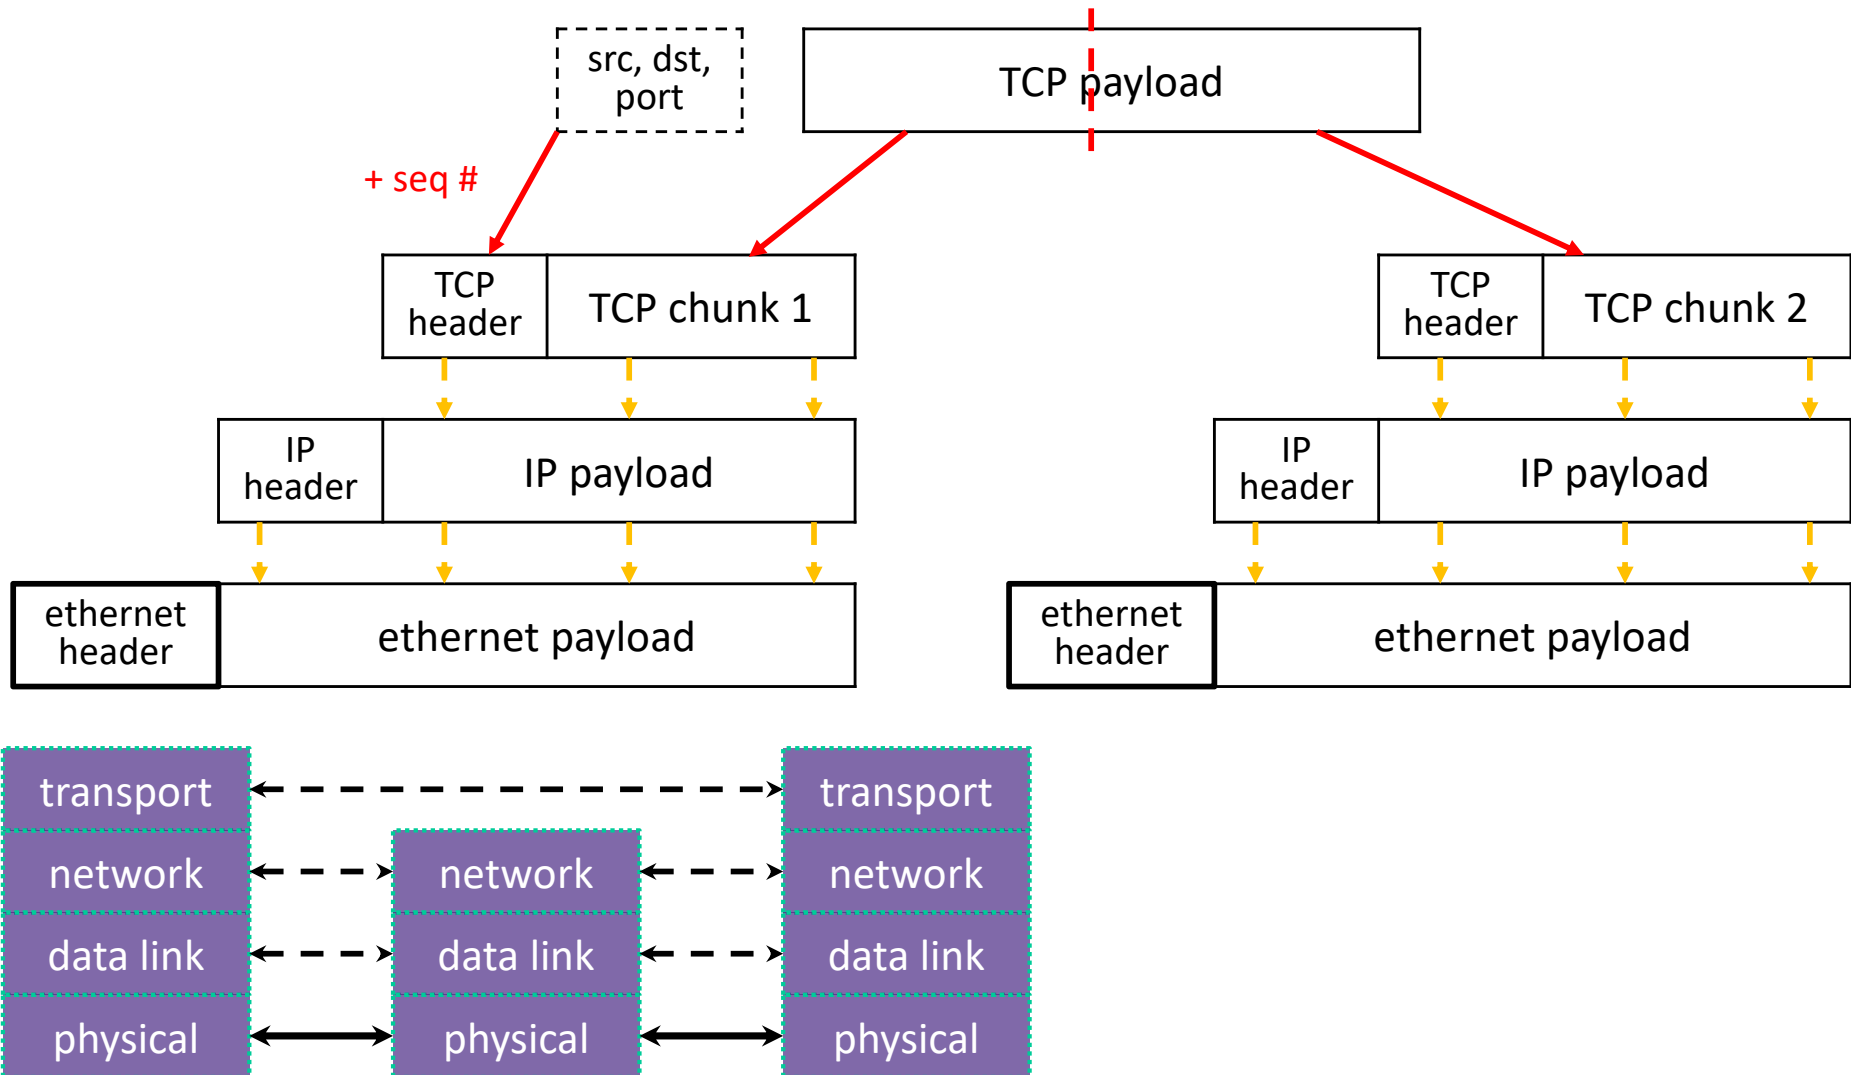 src, dst,
port
TCP payload
+ seq #
TCP
header
TCP chunk 1
TCP
header
TCP chunk 2
IP
header
IP payload
IP
header
IP payload
ethernet
header
ethernet payload
ethernet
header
ethernet payload
transport
transport
network
network
network
data link
data link
data link
physical
physical
physical